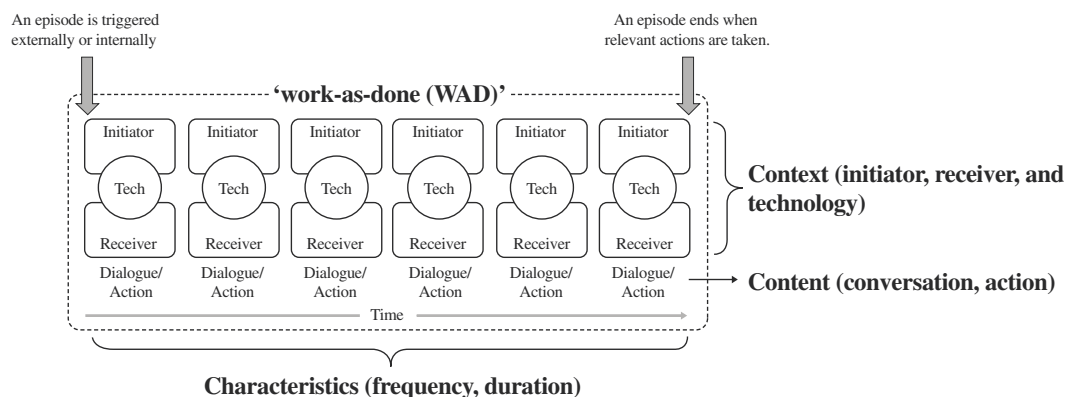 An episode is triggered
externally or internally
An episode ends when
relevant actions are taken.
‘work-as-done (WAD)’
Initiator Initiator Initiator Initiator Initiator Initiator
Tech Tech Tech Tech Tech Tech
Receiver Receiver Receiver Receiver Receiver Receiver
Context (initiator, receiver, and
technology)
Dialogue/ Dialogue/ Dialogue/ Dialogue/ Dialogue/ Dialogue/
Action Action Action Action Action Action
Content (conversation, action)
Time
Characteristics (frequency, duration)